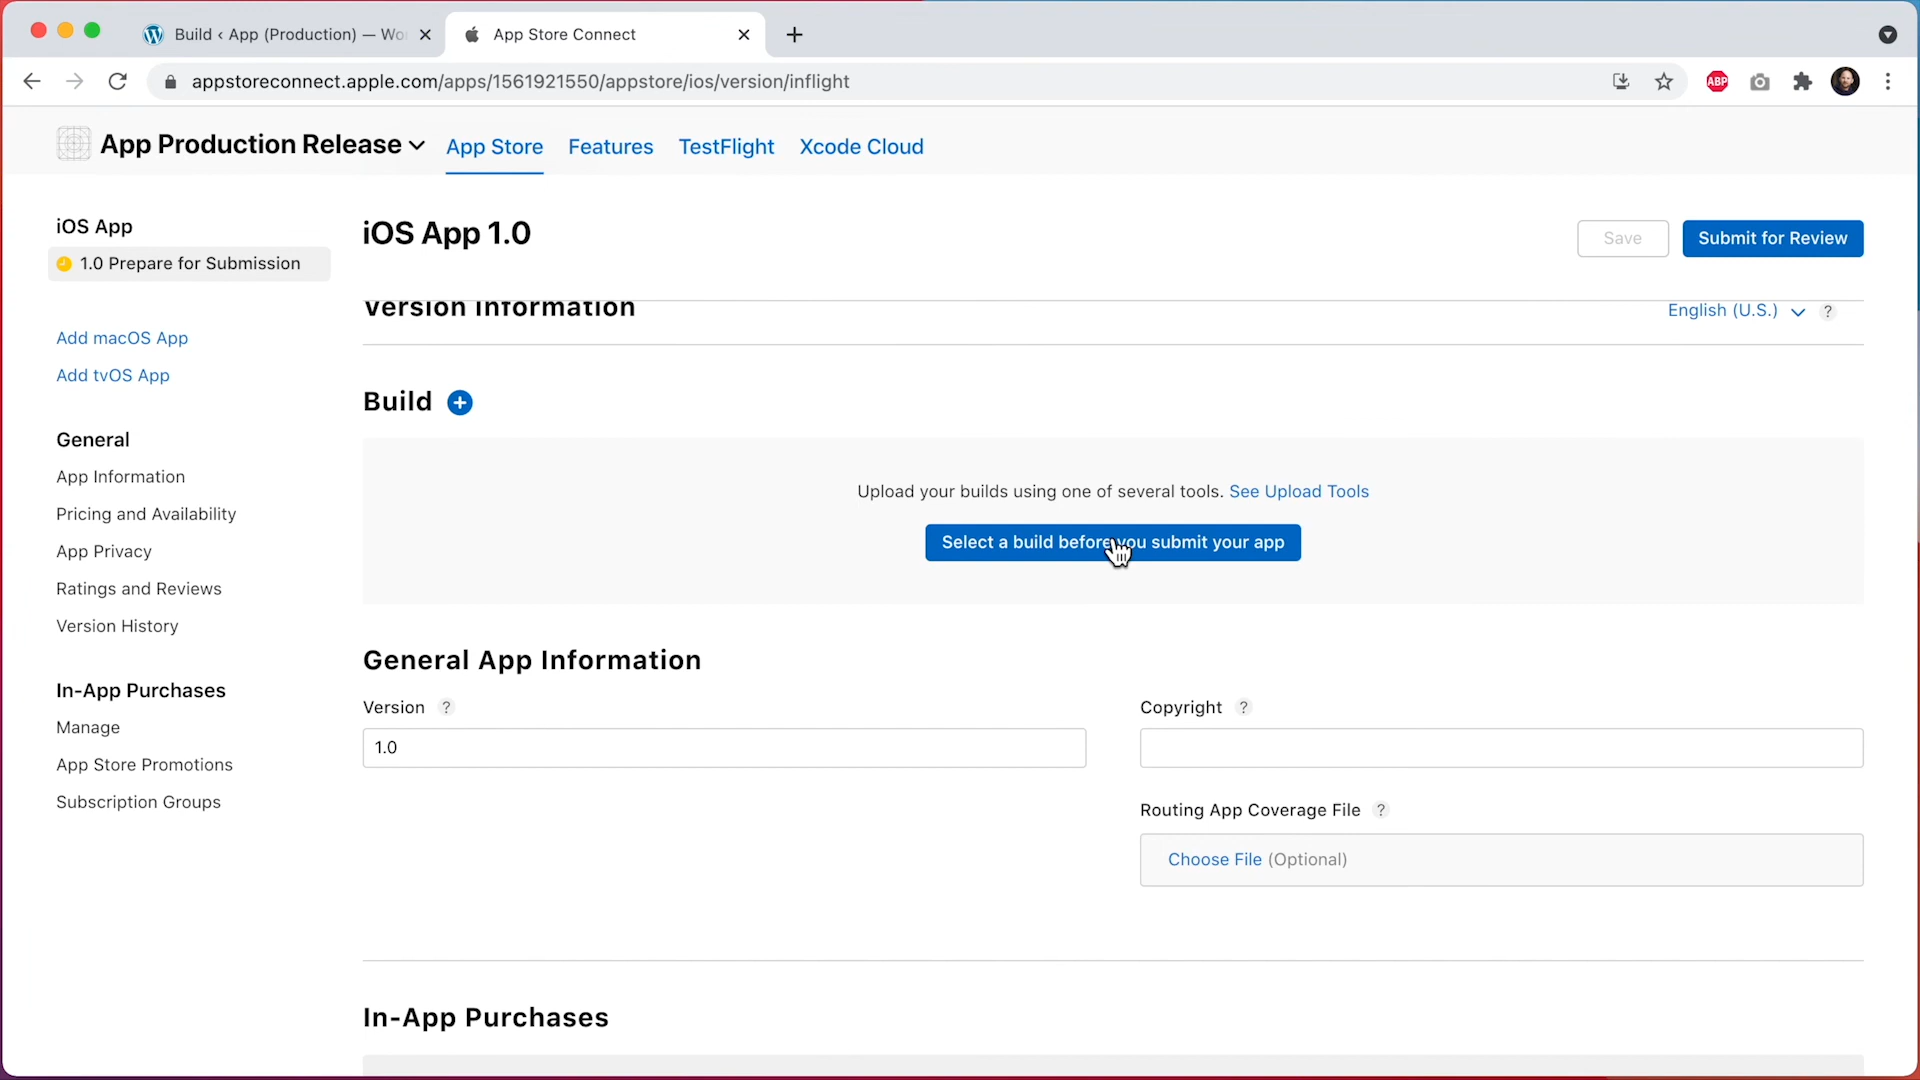 Build ‹ App (Production) — Wo
App Store Connect
appstoreconnect.apple.com/apps/1561921550/appstore/ios/version/inflight
ABP
App Production Release
App Store
Features
TestFlight
Xcode Cloud
iOS App
1.0 Prepare for Submission
Add macOS App
Add tvOS App
General
App Information
Pricing and Availability
App Privacy
Ratings and Reviews
Version History
In-App Purchases
Manage
App Store Promotions
Subscription Groups
iOS App 1.0
Save
Submit for Review
Version Information
English (U.S.) ?
Build +
Upload your builds using one of several tools. See Upload Tools
Select a build before you submit your app
General App Information
Version ?
1.0
Copyright ?
Routing App Coverage File ?
Choose File (Optional)
In-App Purchases